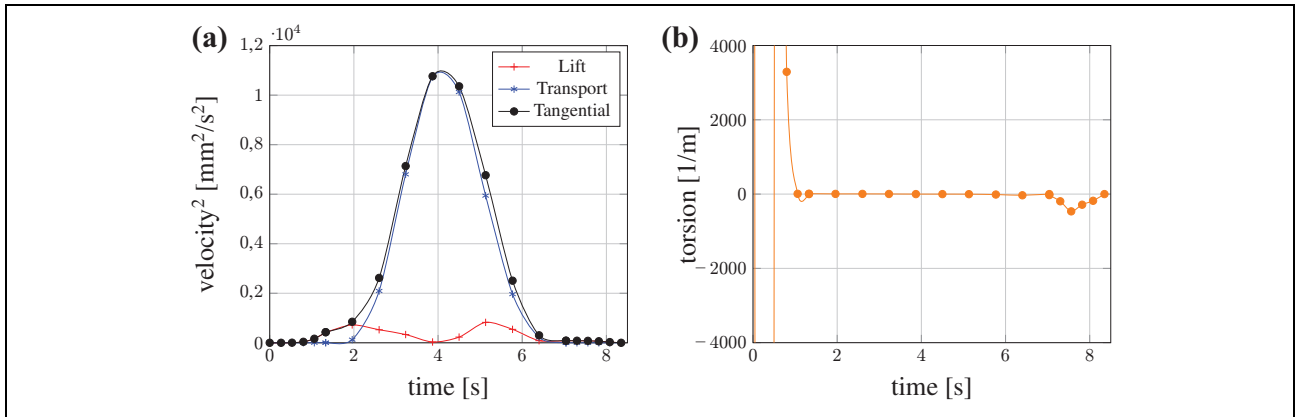 (a)
·10⁴
1,2
1
0,8
0,6
0,4
0,2
0
0 2 4 6 8
velocity² [mm²/s²]
time [s]
Lift
Transport
Tangential
(b)
4000
2000
0
−2000
−4000
0 2 4 6 8
torsion [1/m]
time [s]